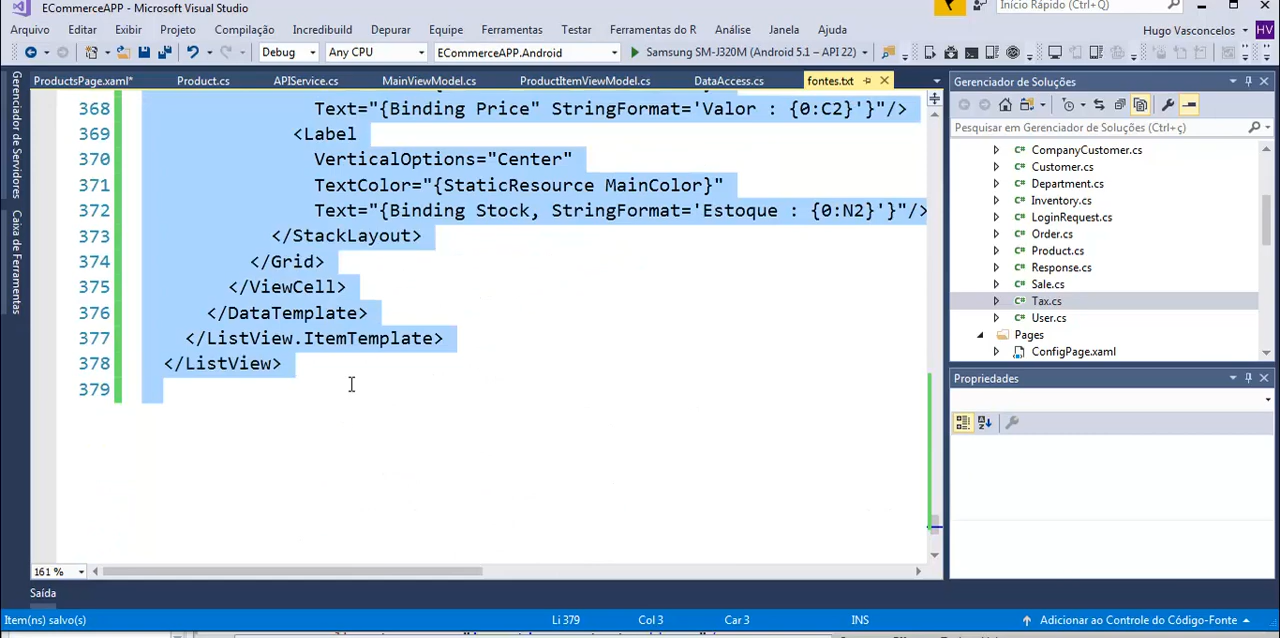 ECommerceAPP - Microsoft Visual Studio
Início Rápido (Ctrl+Q)
Arquivo Editar Exibir Projeto Compilação Incredibuild Depurar Equipe Ferramentas Testar Ferramentas do R Análise Janela Ajuda Hugo Vasconcelos HV
Debug Any CPU ECommerceAPP.Android Samsung SM-J320M (Android 5.1 - API 22)
ProductsPage.xaml* Product.cs APIService.cs MainViewModel.cs ProductItemViewModel.cs DataAccess.cs fontes.txt
Gerenciador de Servidores
Caixa de Ferramentas
368 Text="{Binding Price" StringFormat='Valor : {0:C2}'}"/>
369 <Label
370 VerticalOptions="Center"
371 TextColor="{StaticResource MainColor}"
372 Text="{Binding Stock, StringFormat='Estoque : {0:N2}'}"/>
373 </StackLayout>
374 </Grid>
375 </ViewCell>
376 </DataTemplate>
377 </ListView.ItemTemplate>
378 </ListView>
379
161 %
Gerenciador de Soluções
Pesquisar em Gerenciador de Soluções (Ctrl+ç)
C# CompanyCustomer.cs
C# Customer.cs
C# Department.cs
C# Inventory.cs
C# LoginRequest.cs
C# Order.cs
C# Product.cs
C# Response.cs
C# Sale.cs
C# Tax.cs
C# User.cs
Pages
ConfigPage.xaml
Propriedades
Saída
Item(ns) salvo(s) Li 379 Col 3 Car 3 INS Adicionar ao Controle do Código-Fonte